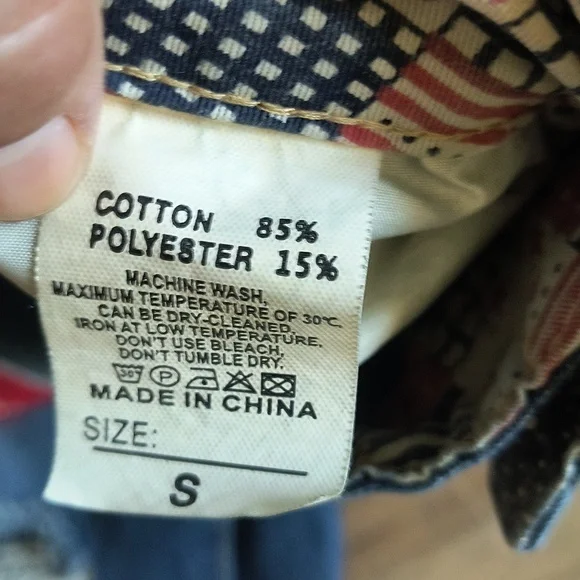 COTTON 85%
POLYESTER 15%
MACHINE WASH,
MAXIMUM TEMPERATURE OF 30℃.
CAN BE DRY-CLEANED.
IRON AT LOW TEMPERATURE.
DON'T USE BLEACH.
DON'T TUMBLE DRY.
30° P
MADE IN CHINA
SIZE:
S